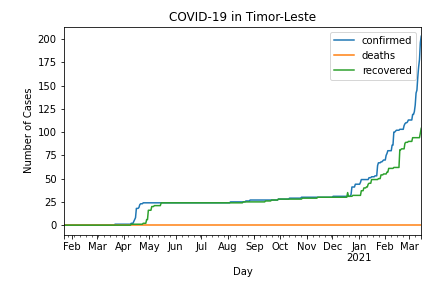 COVID-19 in Timor-Leste
confirmed
deaths
recovered
200
175
150
125
100
75
50
25
0
Number of Cases
Feb Mar Apr May Jun Jul Aug Sep Oct Nov Dec Jan Feb Mar
2021
Day